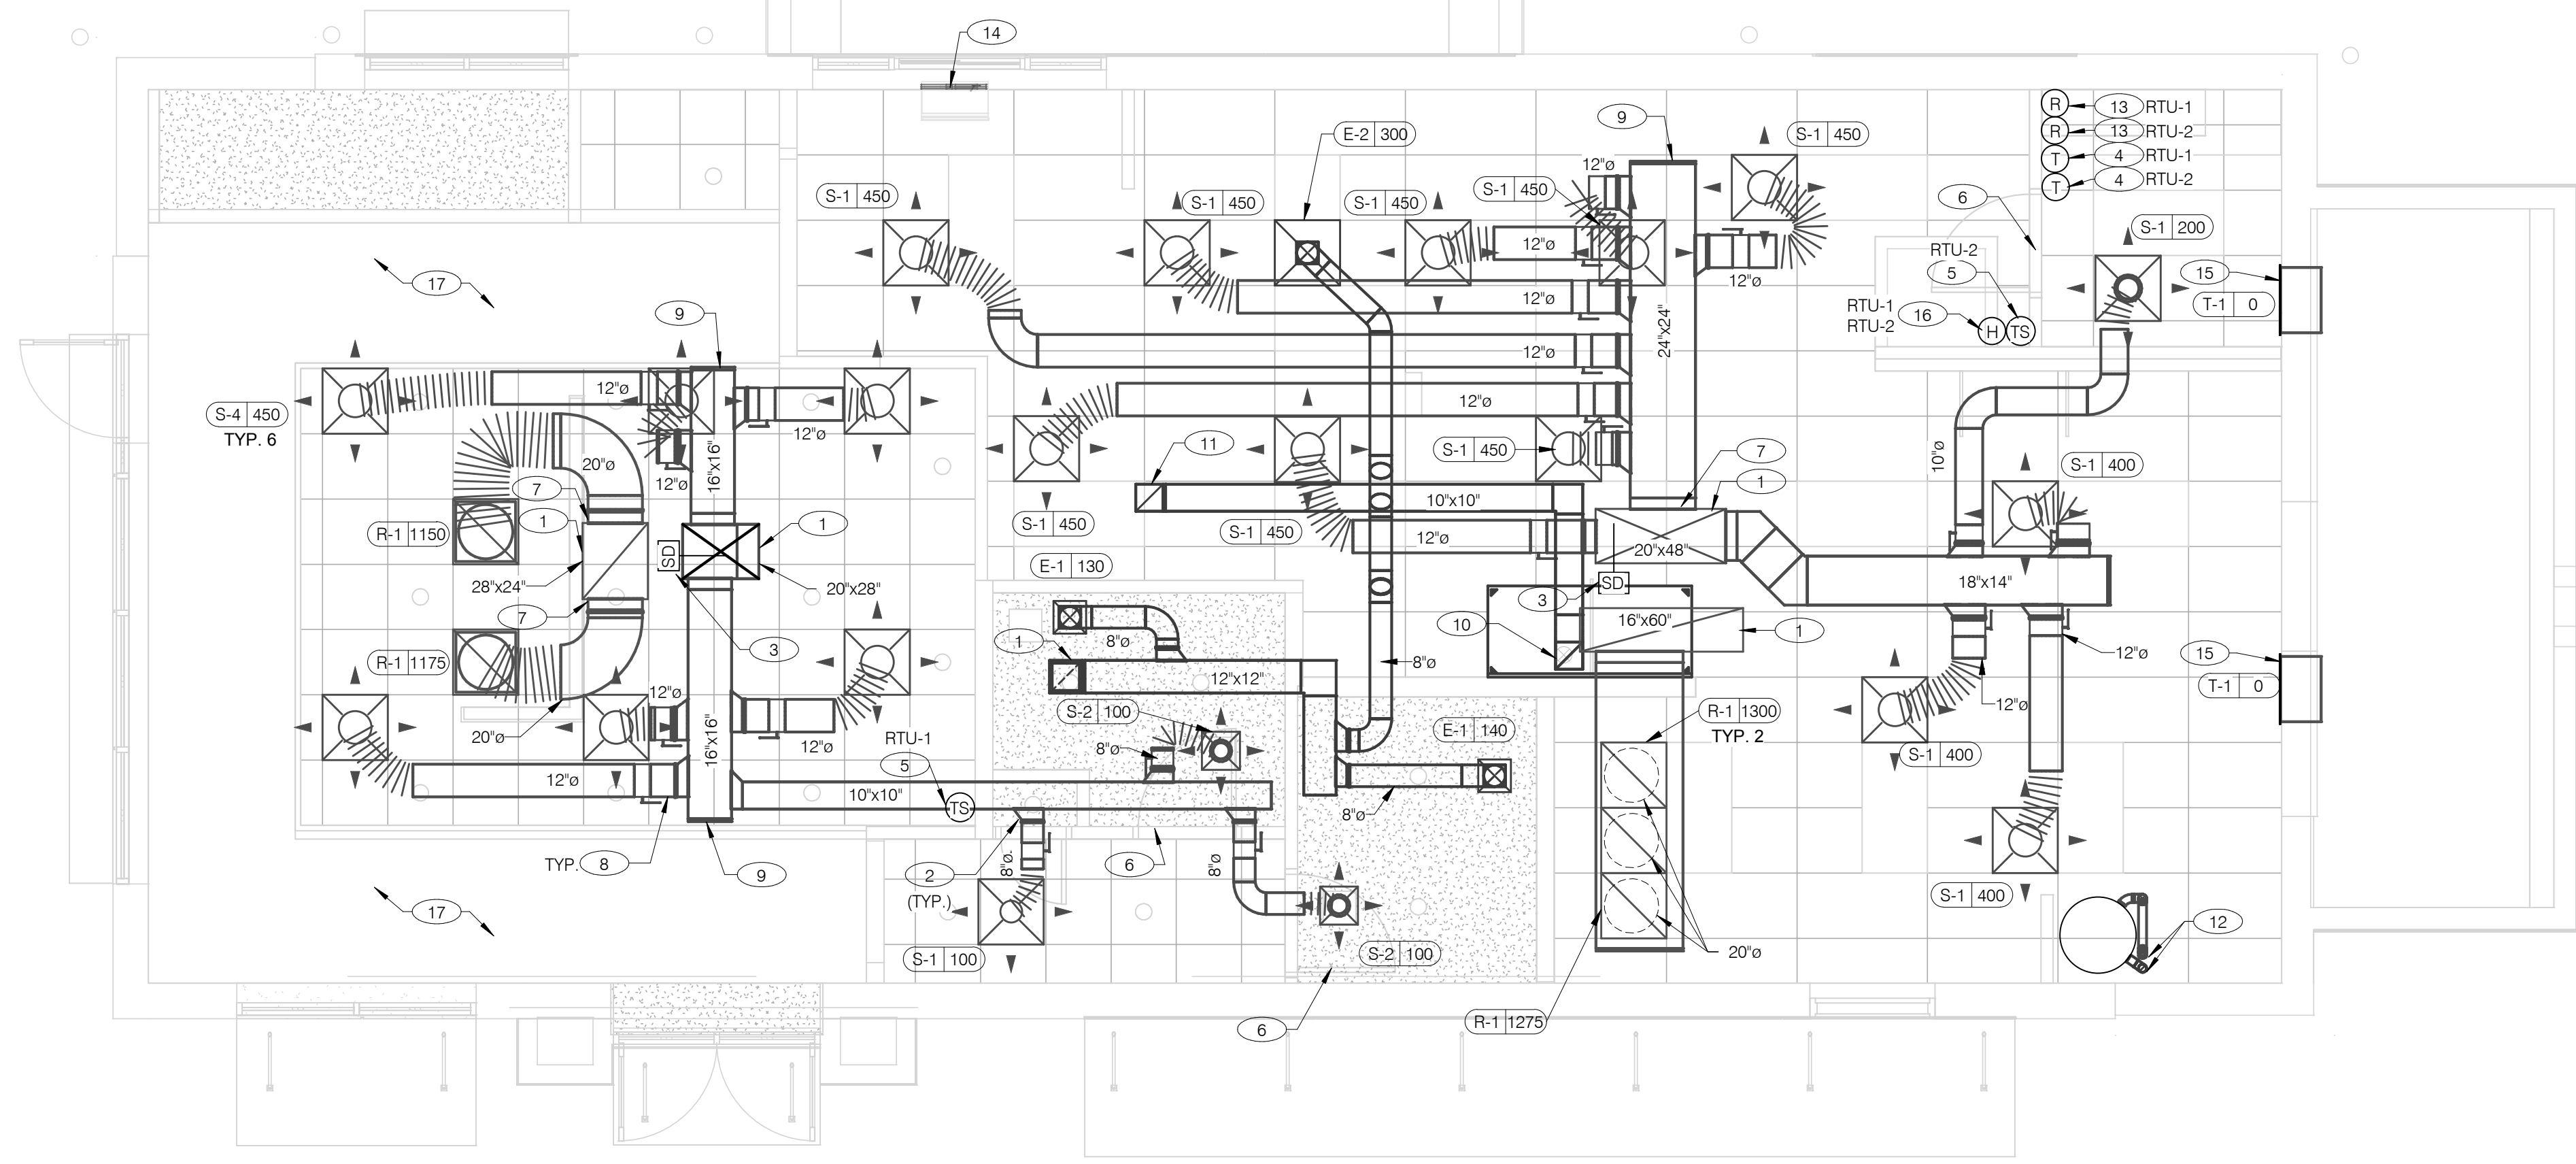 14
E-2 300
9
S-1 450
13 RTU-1
R
13 RTU-2
R
4 RTU-1
T
4 RTU-2
T
12"ø
S-1 450
S-1 450
S-1 450
S-1 450
6
S-1 200
12"ø
RTU-2
5
15
T-1 0
12"ø
17
12"ø
RTU-1
RTU-2
16
H
TS
9
24"x24"
12"ø
S-4 450
TYP. 6
12"ø
12"ø
12"ø
20"ø
12"ø
16"x16"
11
S-1 450
7
10"ø
S-1 400
7
1
1
R-1 1150
1
10"x10"
S-1 450
S-1 450
12"ø
20"x48"
SD
28"x24"
20"x28"
E-1 130
SD
3
18"x14"
7
3
8"ø
1
10
16"x60"
1
R-1 1175
8"ø
12"ø
15
T-1 0
12"x12"
12"ø
S-2 100
R-1 1300
TYP. 2
12"ø
20"ø
16"x16"
12"ø
RTU-1
5
8"ø
E-1 140
S-1 400
12"ø
10"x10"
TS
8"ø
TYP. 8
9
2
(TYP.)
8"ø
6
8"ø
S-1 400
17
12
S-1 100
S-2 100
20"ø
6
R-1 1275